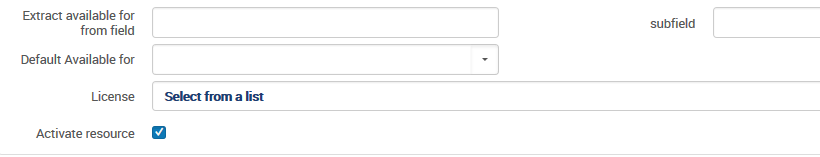 Extract available for
from field
subfield
Default Available for
License
Select from a list
Activate resource